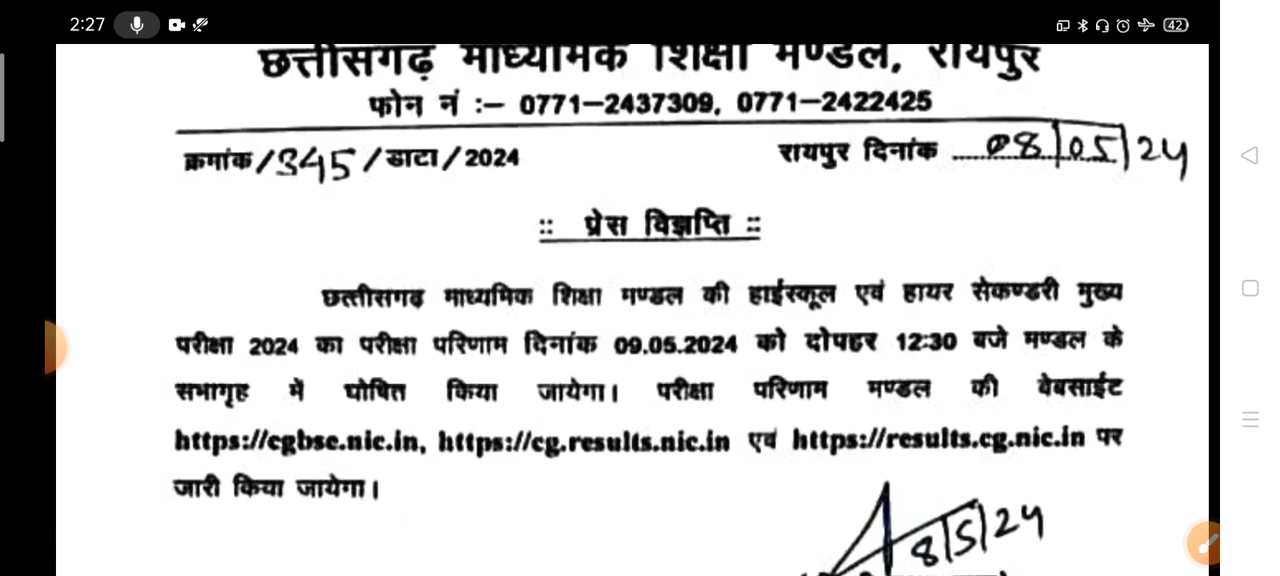 2:27
42
छत्तीसगढ़ माध्यमिक शिक्षा मण्डल, रायपुर
फोन नं :– 0771–2437309, 0771–2422425
क्रमांक/345/डाटा/2024 रायपुर दिनांक ........08/05/24
:: प्रेस विज्ञप्ति ::
छत्तीसगढ़ माध्यमिक शिक्षा मण्डल की हाईस्कूल एवं हायर सेकण्डरी मुख्य
परीक्षा 2024 का परीक्षा परिणाम दिनांक 09.05.2024 को दोपहर 12:30 बजे मण्डल के
सभागृह में घोषित किया जायेगा। परीक्षा परिणाम मण्डल की वेबसाईट
https://cgbse.nic.in, https://cg.results.nic.in एवं https://results.cg.nic.in पर
जारी किया जायेगा।
8/5/24